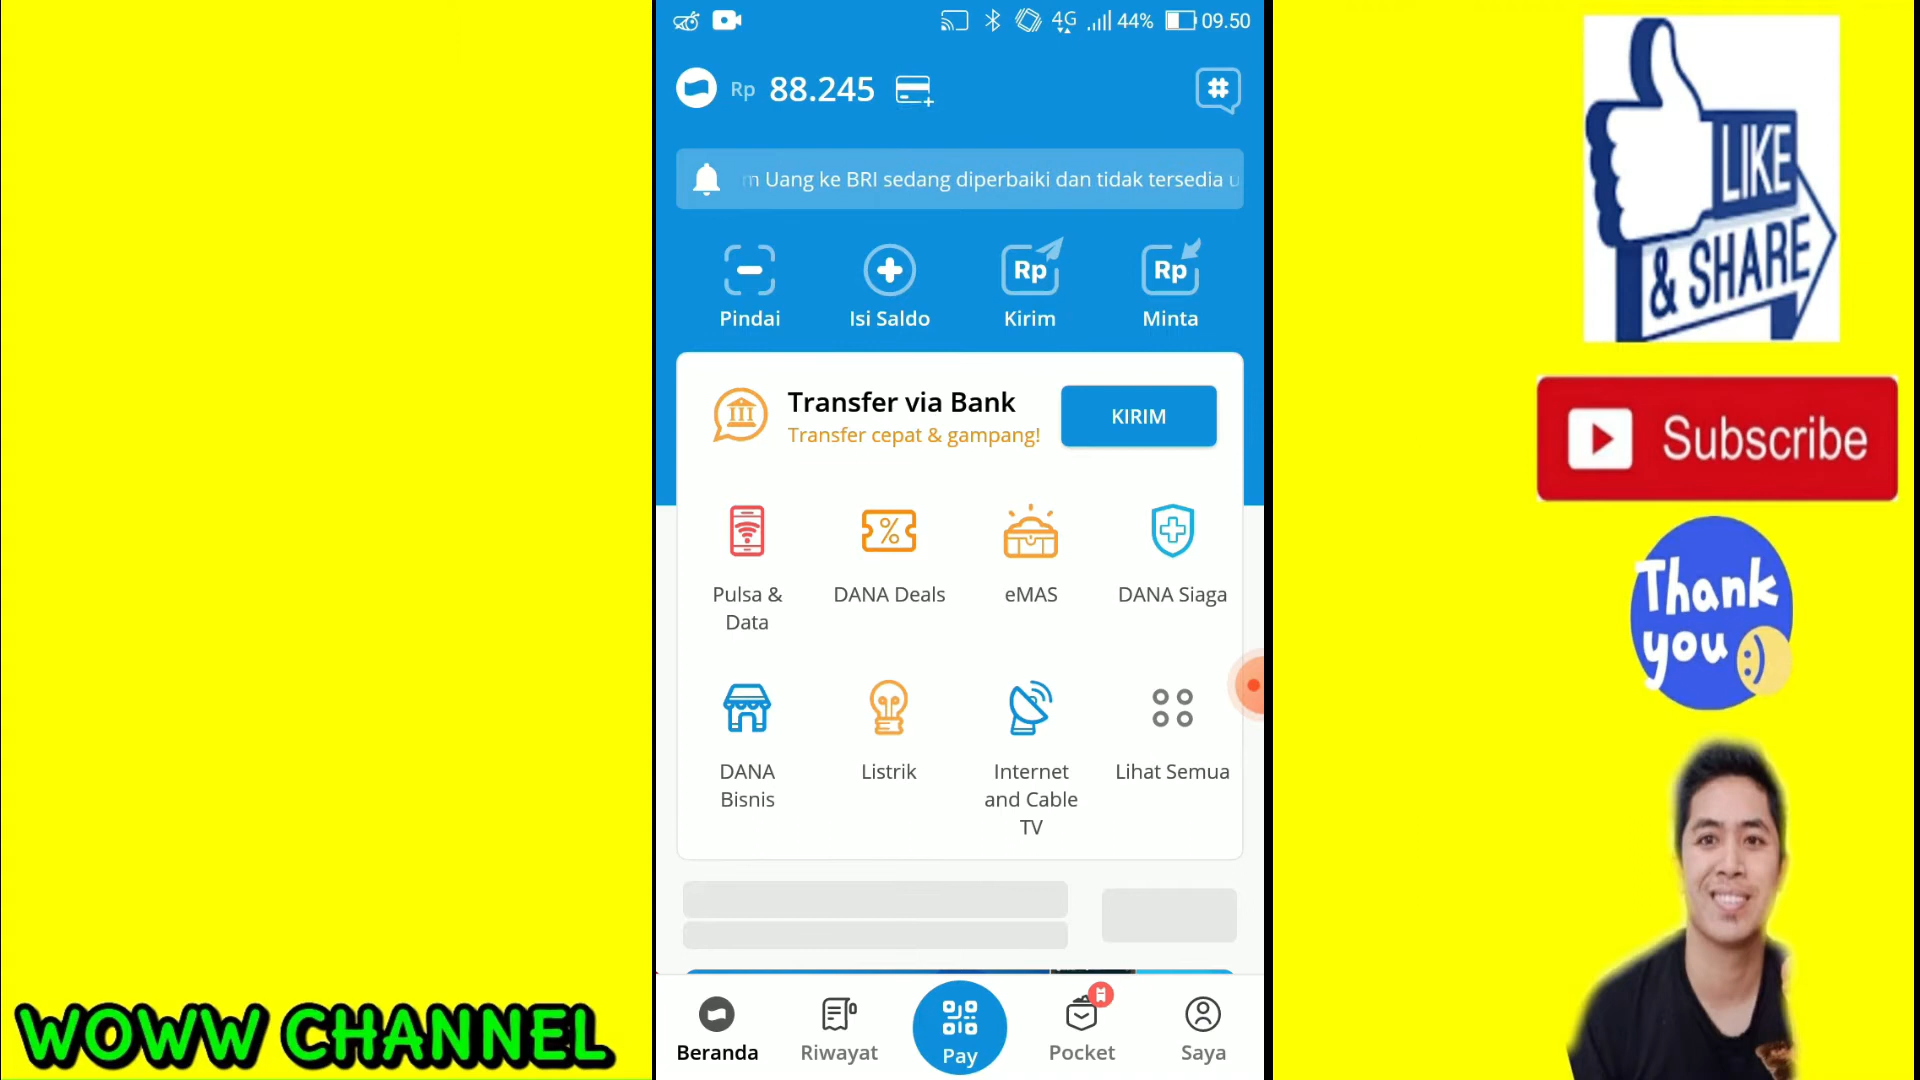 4G 44% 09.50
Rp 88.245
#
Uang ke BRI sedang diperbaiki dan tidak tersedia
Rp
Rp
Pindai
Isi Saldo
Kirim
Minta
Transfer via Bank
Transfer cepat & gampang!
KIRIM
%
Pulsa &
Data
DANA Deals
eMAS
DANA Siaga
DANA
Bisnis
Listrik
Internet
and Cable
TV
Lihat Semua
Beranda
Riwayat
Pay
Pocket
Saya
WOWW CHANNEL
LIKE
& SHARE
Subscribe
Thank
you